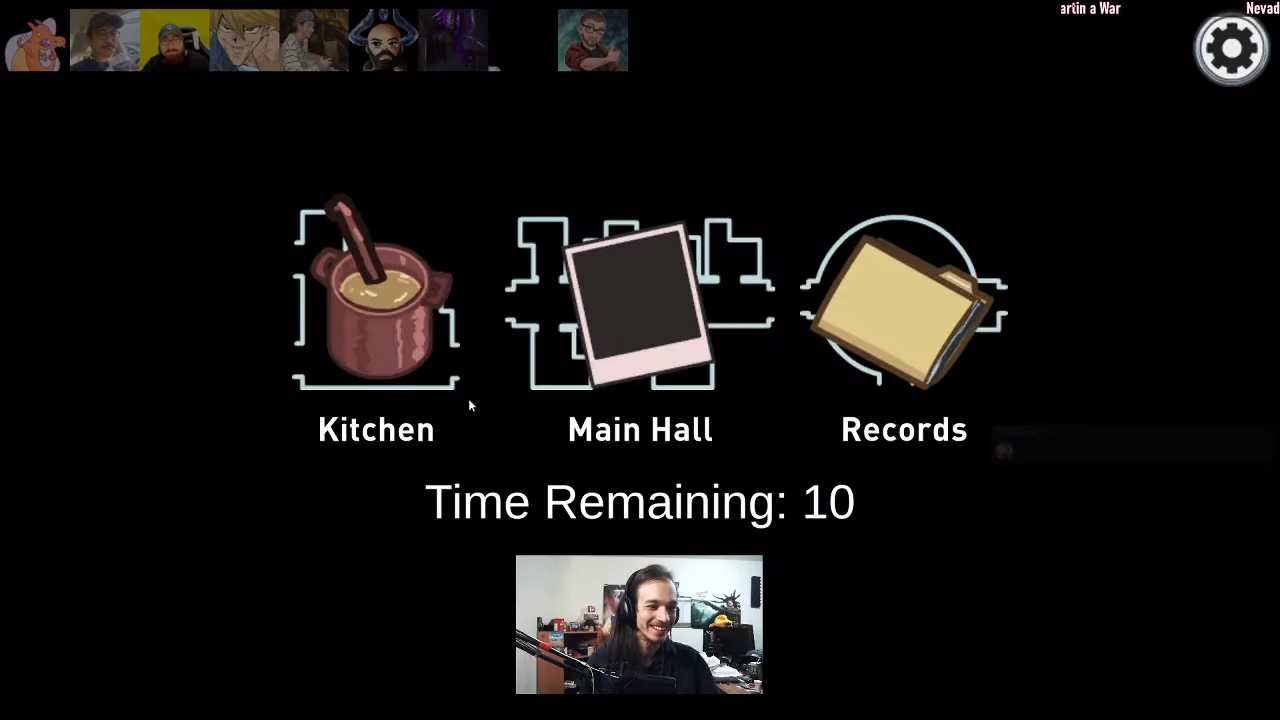 artin a War
Nevad
Kitchen
Main Hall
Records
Time Remaining: 10